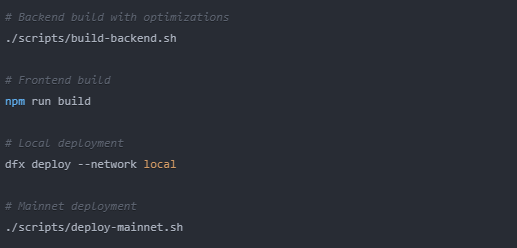 # Backend build with optimizations
./scripts/build-backend.sh
# Frontend build
npm run build
# Local deployment
dfx deploy --network local
# Mainnet deployment
./scripts/deploy-mainnet.sh